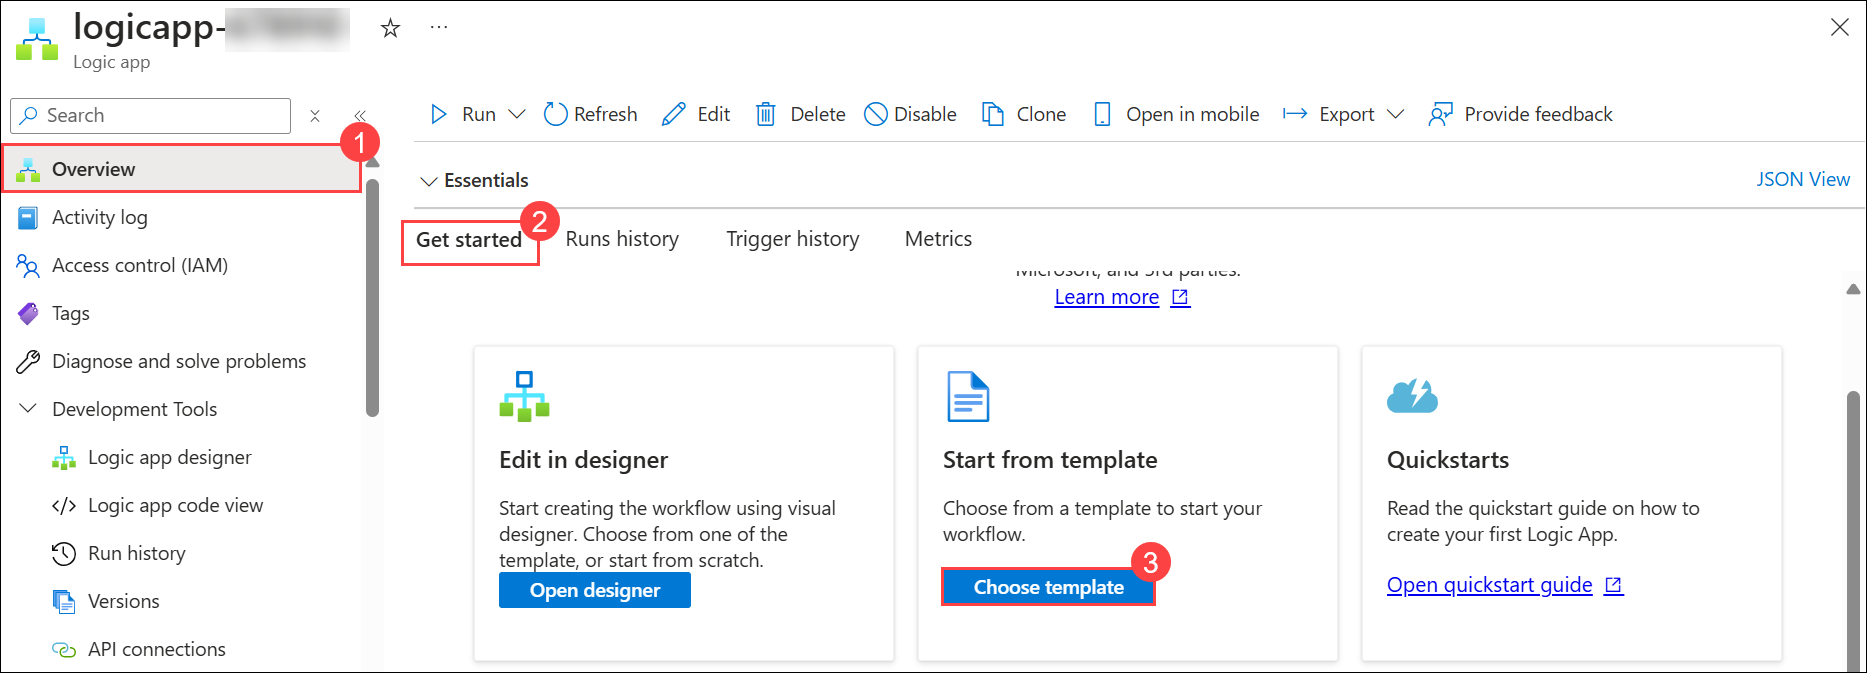 logicapp-
Logic app
Search
Run
Refresh
Edit
Delete
Disable
Clone
Open in mobile
Export
Provide feedback
1
Overview
Activity log
Access control (IAM)
Tags
Diagnose and solve problems
Development Tools
Logic app designer
Logic app code view
Run history
Versions
API connections
Essentials
JSON View
2
Get started
Runs history
Trigger history
Metrics
Microsoft, and 3rd parties.
Learn more
Edit in designer
Start creating the workflow using visual
designer. Choose from one of the
template, or start from scratch.
Open designer
Start from template
Choose from a template to start your
workflow.
3
Choose template
Quickstarts
Read the quickstart guide on how to
create your first Logic App.
Open quickstart guide